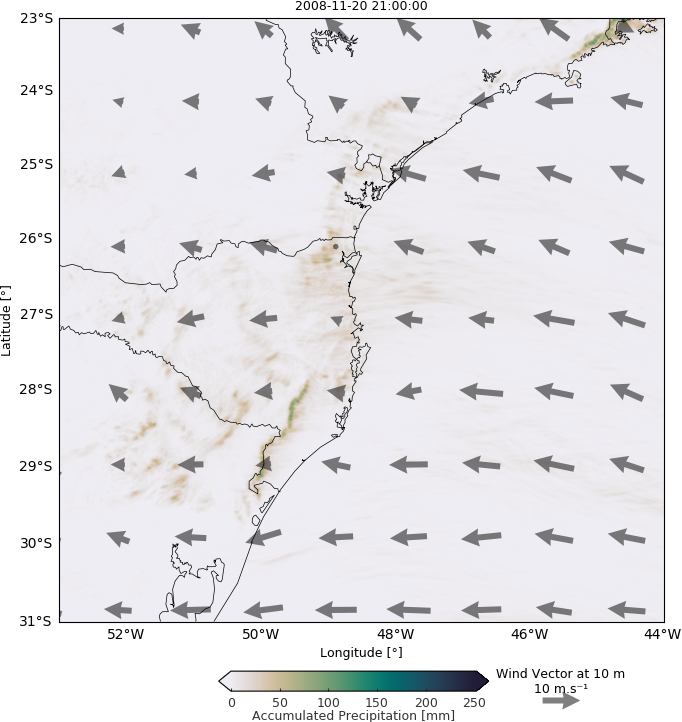 2008-11-20 21:00:00
23°S
24°S
25°S
26°S
27°S
28°S
29°S
30°S
31°S
Latitude [°]
52°W 50°W 48°W 46°W 44°W
Longitude [°]
0 50 100 150 200 250
Accumulated Precipitation [mm]
Wind Vector at 10 m
10 m.s⁻¹